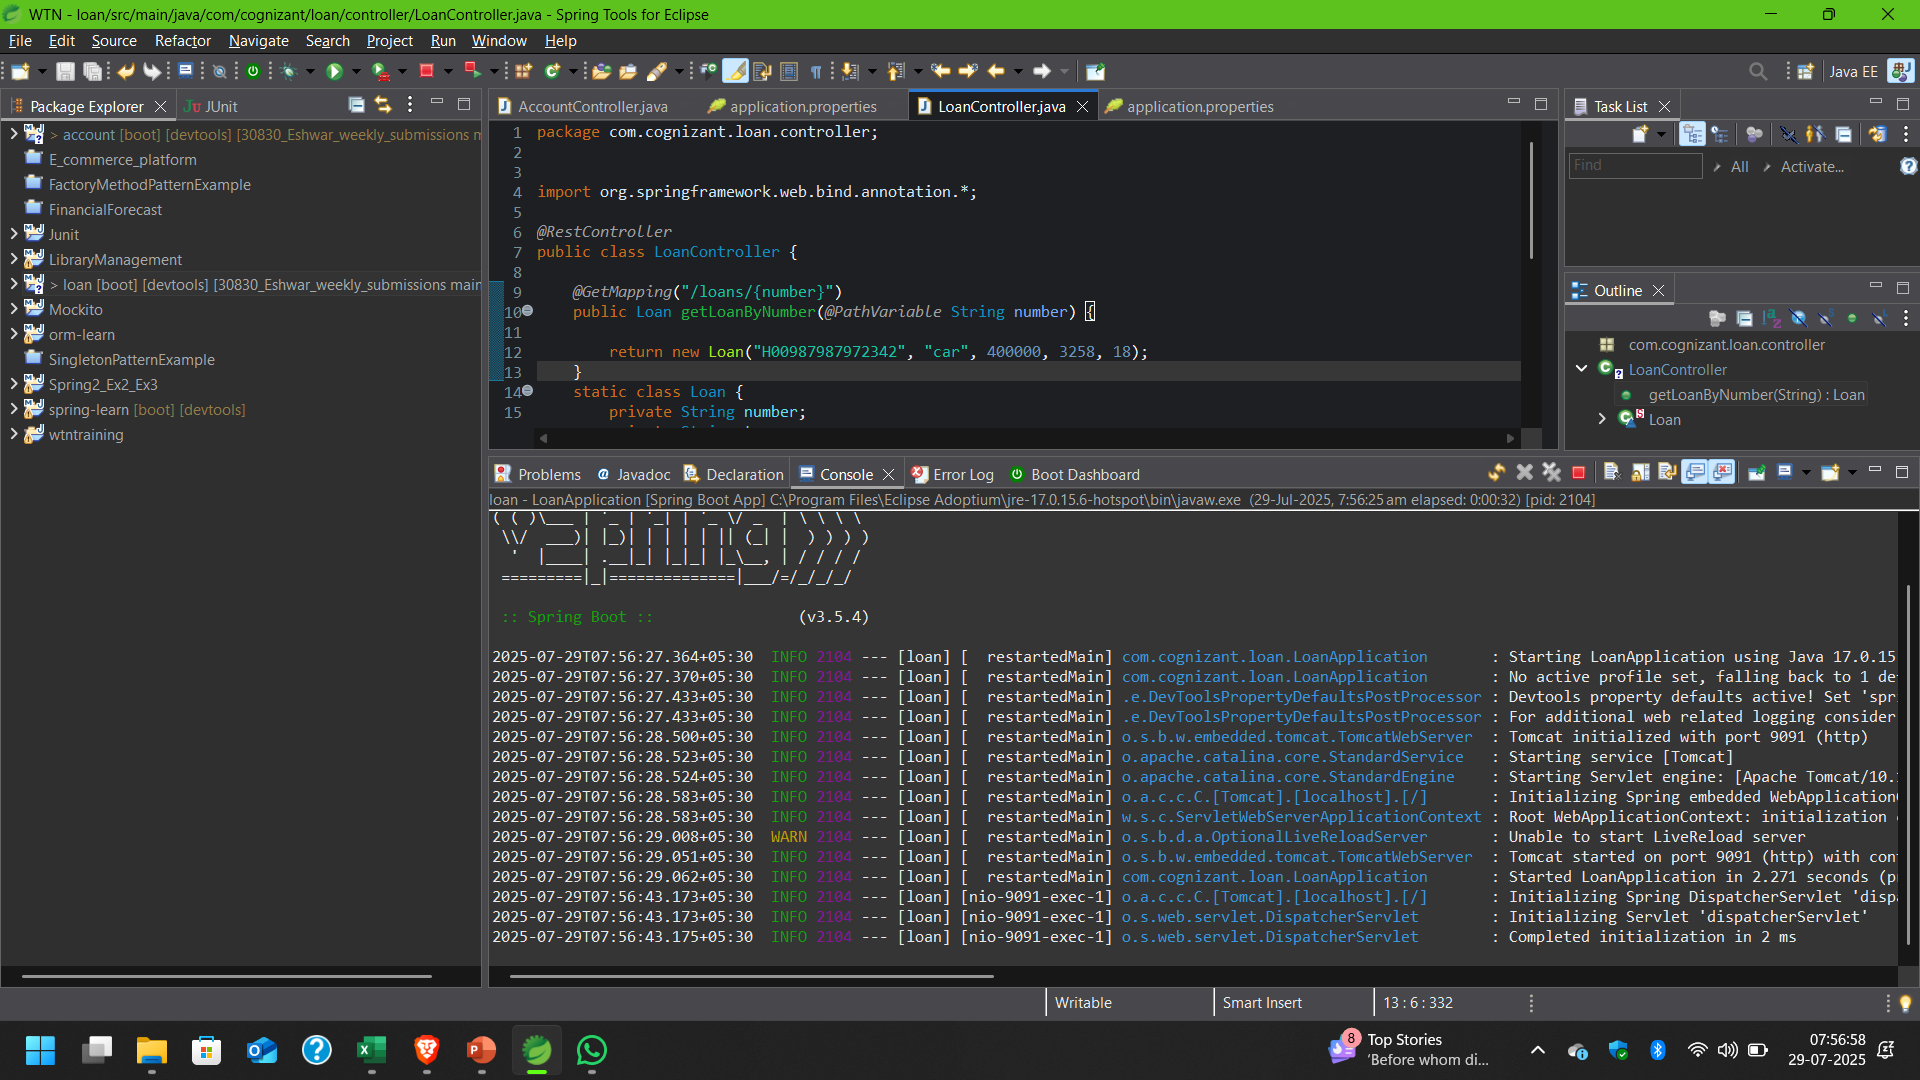 WTN - loan/src/main/java/com/cognizant/loan/controller/LoanController.java - Spring Tools for Eclipse
File Edit Source Refactor Navigate Search Project Run Window Help
Java EE
Package Explorer
JUnit
> account [boot] [devtools] [30830_Eshwar_weekly_submissions m
E_commerce_platform
FactoryMethodPatternExample
FinancialForecast
Junit
LibraryManagement
> loan [boot] [devtools] [30830_Eshwar_weekly_submissions main
Mockito
orm-learn
SingletonPatternExample
Spring2_Ex2_Ex3
spring-learn [boot] [devtools]
wtntraining
AccountController.java application.properties LoanController.java application.properties
1 package com.cognizant.loan.controller;
2
3
4 import org.springframework.web.bind.annotation.*;
5
6 @RestController
7 public class LoanController {
8
9 @GetMapping("/loans/{number}")
10 public Loan getLoanByNumber(@PathVariable String number) {
11
12 return new Loan("H00987987972342", "car", 400000, 3258, 18);
13 }
14 static class Loan {
15 private String number;
Task List
Find
All
Activate...
Outline
com.cognizant.loan.controller
LoanController
getLoanByNumber(String) : Loan
Loan
Problems Javadoc Declaration Console Error Log Boot Dashboard
loan - LoanApplication [Spring Boot App] C:\Program Files\Eclipse Adoptium\jre-17.0.15.6-hotspot\bin\javaw.exe (29-Jul-2025, 7:56:25 am elapsed: 0:00:32) [pid: 2104]
( ( )\___ | '_ | '_| | '_ \/ _` | \ \ \ \
\\/  ___)| |_)| | | | | || (_| |  ) ) ) )
'  |____| .__|_| |_|_| |_\__, | / / / /
=========|_|==============|___/=/_/_/_/
:: Spring Boot :: (v3.5.4)
2025-07-29T07:56:27.364+05:30 INFO 2104 --- [loan] [ restartedMain] com.cognizant.loan.LoanApplication : Starting LoanApplication using Java 17.0.15
2025-07-29T07:56:27.370+05:30 INFO 2104 --- [loan] [ restartedMain] com.cognizant.loan.LoanApplication : No active profile set, falling back to 1 de
2025-07-29T07:56:27.433+05:30 INFO 2104 --- [loan] [ restartedMain] .e.DevToolsPropertyDefaultsPostProcessor : Devtools property defaults active! Set 'spr
2025-07-29T07:56:27.433+05:30 INFO 2104 --- [loan] [ restartedMain] .e.DevToolsPropertyDefaultsPostProcessor : For additional web related logging consider
2025-07-29T07:56:28.500+05:30 INFO 2104 --- [loan] [ restartedMain] o.s.b.w.embedded.tomcat.TomcatWebServer : Tomcat initialized with port 9091 (http)
2025-07-29T07:56:28.523+05:30 INFO 2104 --- [loan] [ restartedMain] o.apache.catalina.core.StandardService : Starting service [Tomcat]
2025-07-29T07:56:28.524+05:30 INFO 2104 --- [loan] [ restartedMain] o.apache.catalina.core.StandardEngine : Starting Servlet engine: [Apache Tomcat/10.
2025-07-29T07:56:28.583+05:30 INFO 2104 --- [loan] [ restartedMain] o.a.c.c.C.[Tomcat].[localhost].[/] : Initializing Spring embedded WebApplication
2025-07-29T07:56:28.583+05:30 INFO 2104 --- [loan] [ restartedMain] w.s.c.ServletWebServerApplicationContext : Root WebApplicationContext: initialization
2025-07-29T07:56:29.008+05:30 WARN 2104 --- [loan] [ restartedMain] o.s.b.d.a.OptionalLiveReloadServer : Unable to start LiveReload server
2025-07-29T07:56:29.051+05:30 INFO 2104 --- [loan] [ restartedMain] o.s.b.w.embedded.tomcat.TomcatWebServer : Tomcat started on port 9091 (http) with con
2025-07-29T07:56:29.062+05:30 INFO 2104 --- [loan] [ restartedMain] com.cognizant.loan.LoanApplication : Started LoanApplication in 2.271 seconds (p
2025-07-29T07:56:43.173+05:30 INFO 2104 --- [loan] [nio-9091-exec-1] o.a.c.c.C.[Tomcat].[localhost].[/] : Initializing Spring DispatcherServlet 'disp
2025-07-29T07:56:43.173+05:30 INFO 2104 --- [loan] [nio-9091-exec-1] o.s.web.servlet.DispatcherServlet : Initializing Servlet 'dispatcherServlet'
2025-07-29T07:56:43.175+05:30 INFO 2104 --- [loan] [nio-9091-exec-1] o.s.web.servlet.DispatcherServlet : Completed initialization in 2 ms
Writable Smart Insert 13 : 6 : 332
8
Top Stories
'Before whom di...
07:56:58
29-07-2025